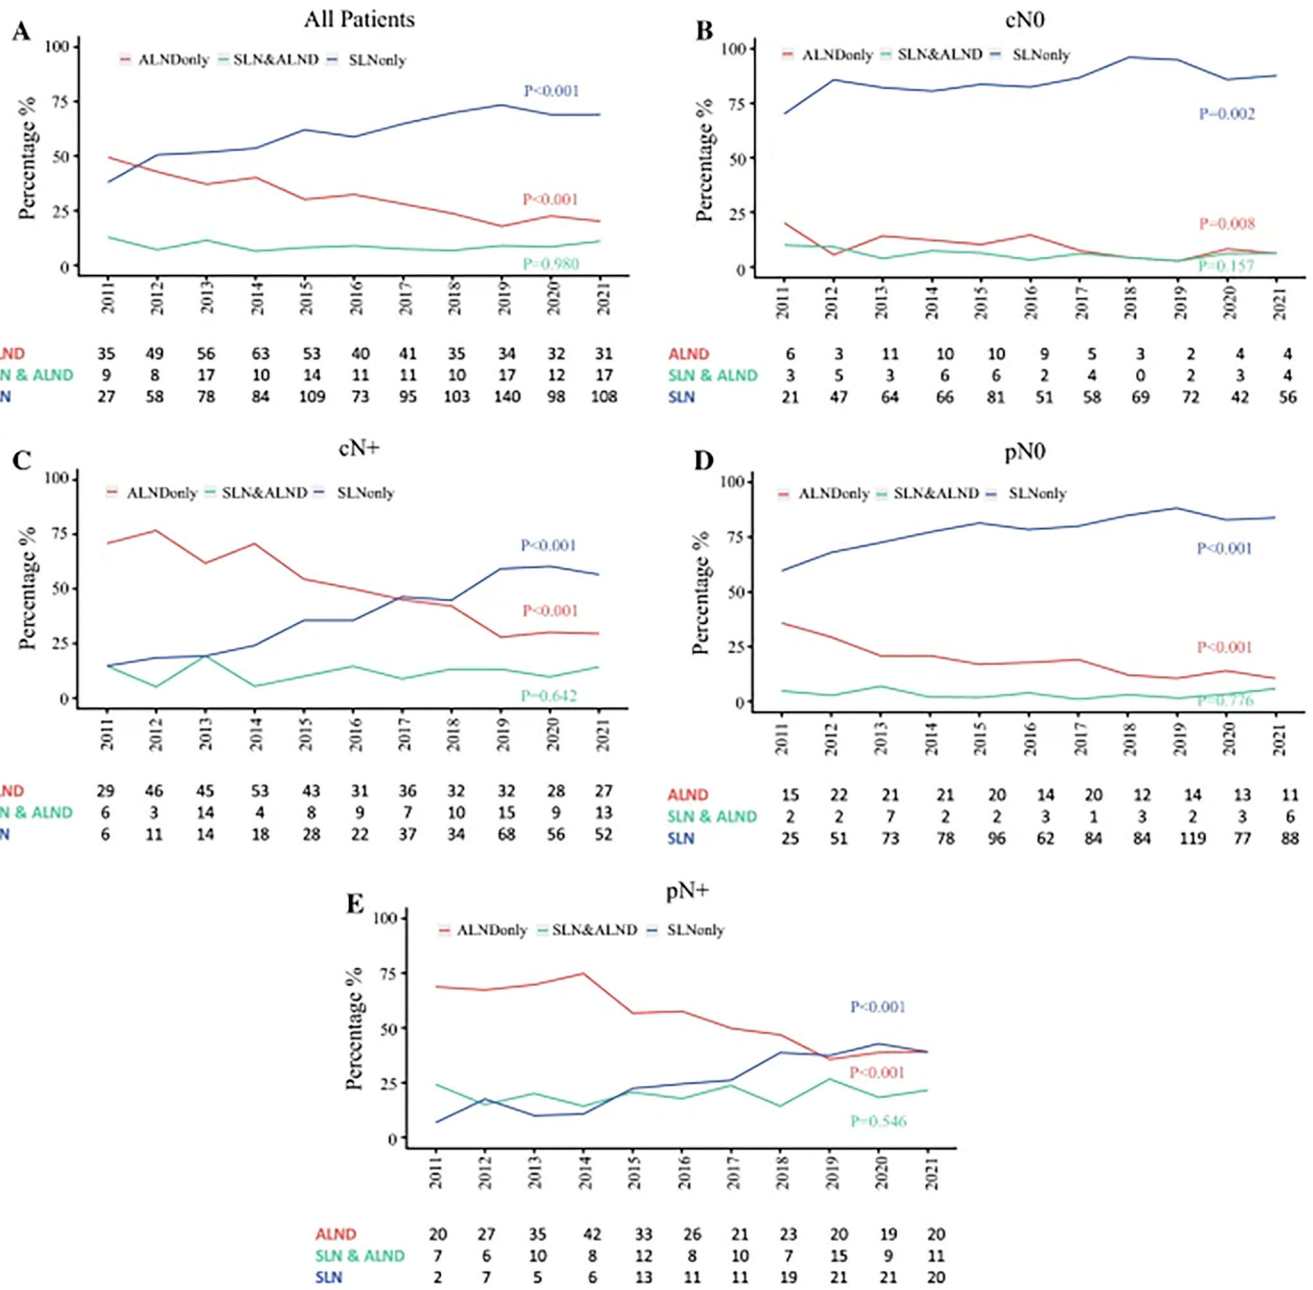 A
All Patients
ALNDonly SLN&ALND SLNonly
Percentage %
100
75
50
25
0
P<0.001
P<0.001
P=0.980
2011 2012 2013 2014 2015 2016 2017 2018 2019 2020 2021
LND 35 49 56 63 53 40 41 35 34 32 31
N & ALND 9 8 17 10 14 11 11 10 17 12 17
N 27 58 78 84 109 73 95 103 140 98 108
B
cN0
ALNDonly SLN&ALND SLNonly
Percentage %
100
75
50
25
0
P=0.002
P=0.008
P=0.157
2011 2012 2013 2014 2015 2016 2017 2018 2019 2020 2021
ALND 6 3 11 10 10 9 5 3 2 4 4
SLN & ALND 3 5 3 6 6 2 4 0 2 3 4
SLN 21 47 64 66 81 51 58 69 72 42 56
C
cN+
ALNDonly SLN&ALND SLNonly
Percentage %
100
75
50
25
0
P<0.001
P<0.001
P=0.642
2011 2012 2013 2014 2015 2016 2017 2018 2019 2020 2021
LND 29 46 45 53 43 31 36 32 32 28 27
N & ALND 6 3 14 4 8 9 7 10 15 9 13
N 6 11 14 18 28 22 37 34 68 56 52
D
pN0
ALNDonly SLN&ALND SLNonly
Percentage %
100
75
50
25
0
P<0.001
P<0.001
P=0.776
2011 2012 2013 2014 2015 2016 2017 2018 2019 2020 2021
ALND 15 22 21 21 20 14 20 12 14 13 11
SLN & ALND 2 2 7 2 2 3 1 3 2 3 6
SLN 25 51 73 78 96 62 84 84 119 77 88
E
pN+
ALNDonly SLN&ALND SLNonly
Percentage %
100
75
50
25
0
P<0.001
P<0.001
P=0.546
2011 2012 2013 2014 2015 2016 2017 2018 2019 2020 2021
ALND 20 27 35 42 33 26 21 23 20 19 20
SLN & ALND 7 6 10 8 12 8 10 7 15 9 11
SLN 2 7 5 6 13 11 11 19 21 21 20